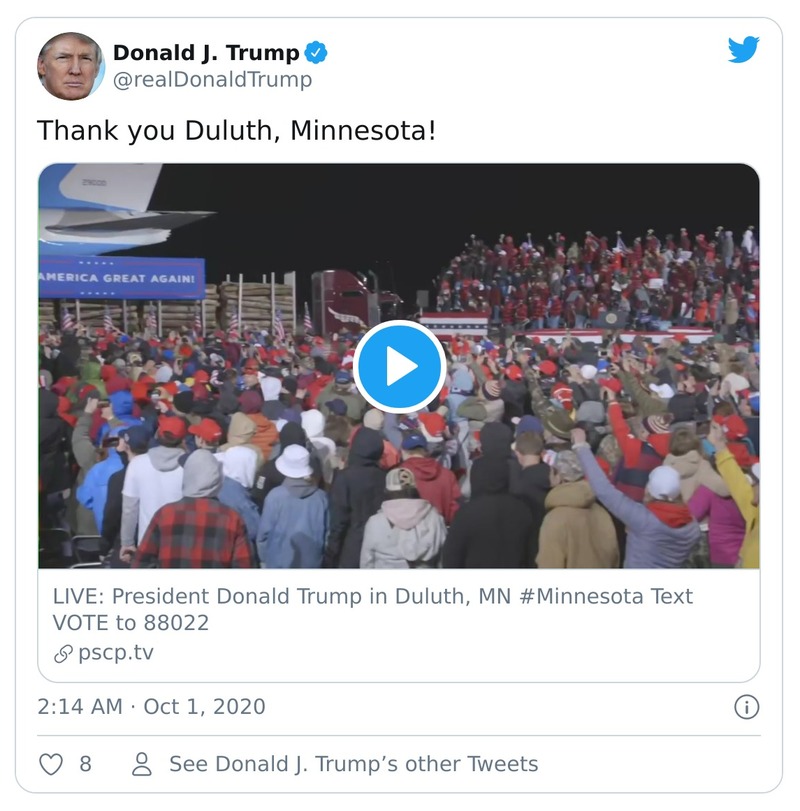 Donald J. Trump
@realDonaldTrump
Thank you Duluth, Minnesota!
29000
AMERICA GREAT AGAIN!
LIVE: President Donald Trump in Duluth, MN #Minnesota Text
VOTE to 88022
pscp.tv
2:14 AM · Oct 1, 2020
8
See Donald J. Trump’s other Tweets